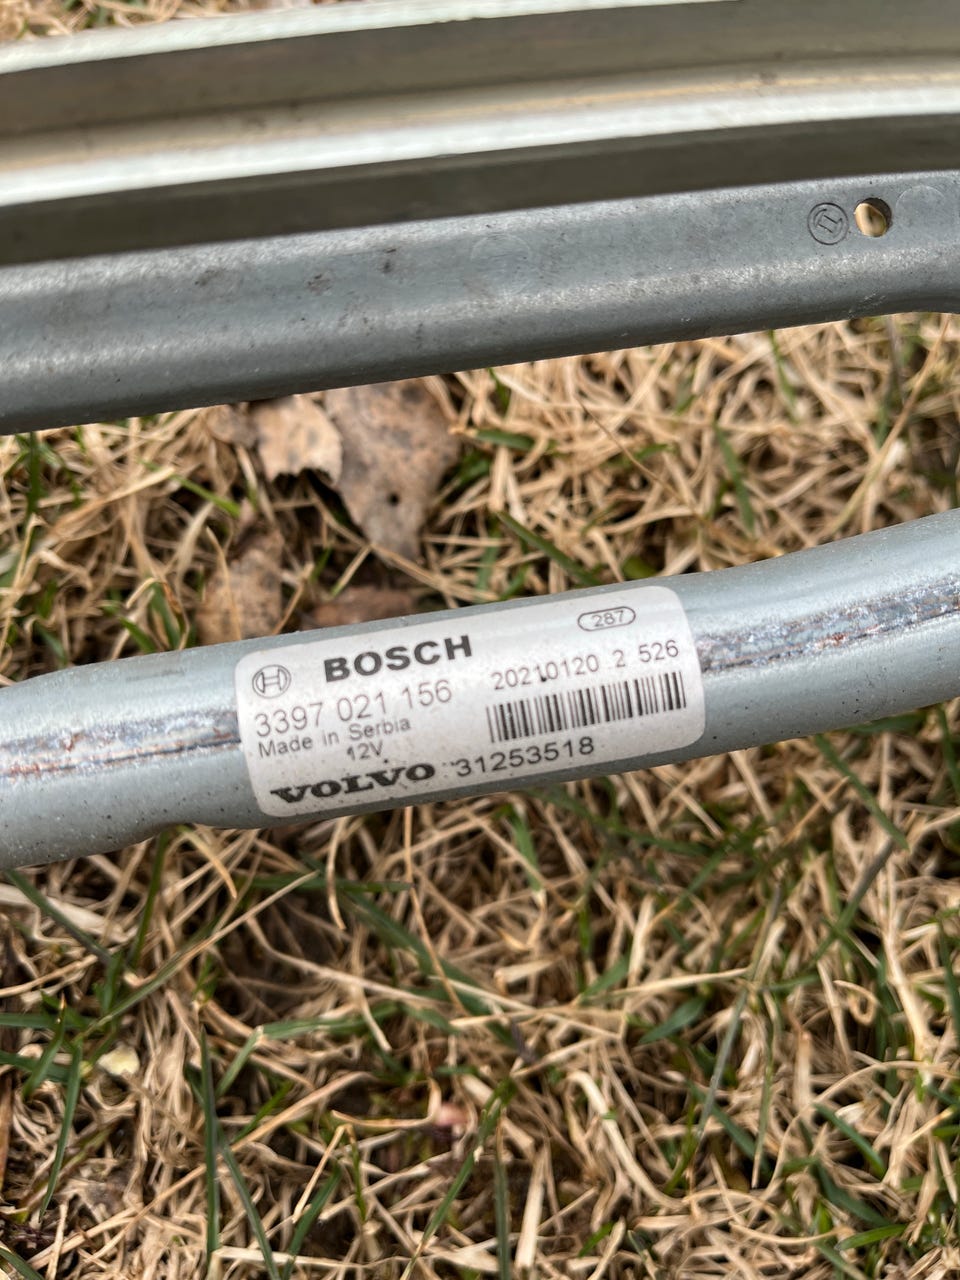 287
BOSCH
3397 021 156
20210120 2 526
Made in Serbia
12V
VOLVO 31253518